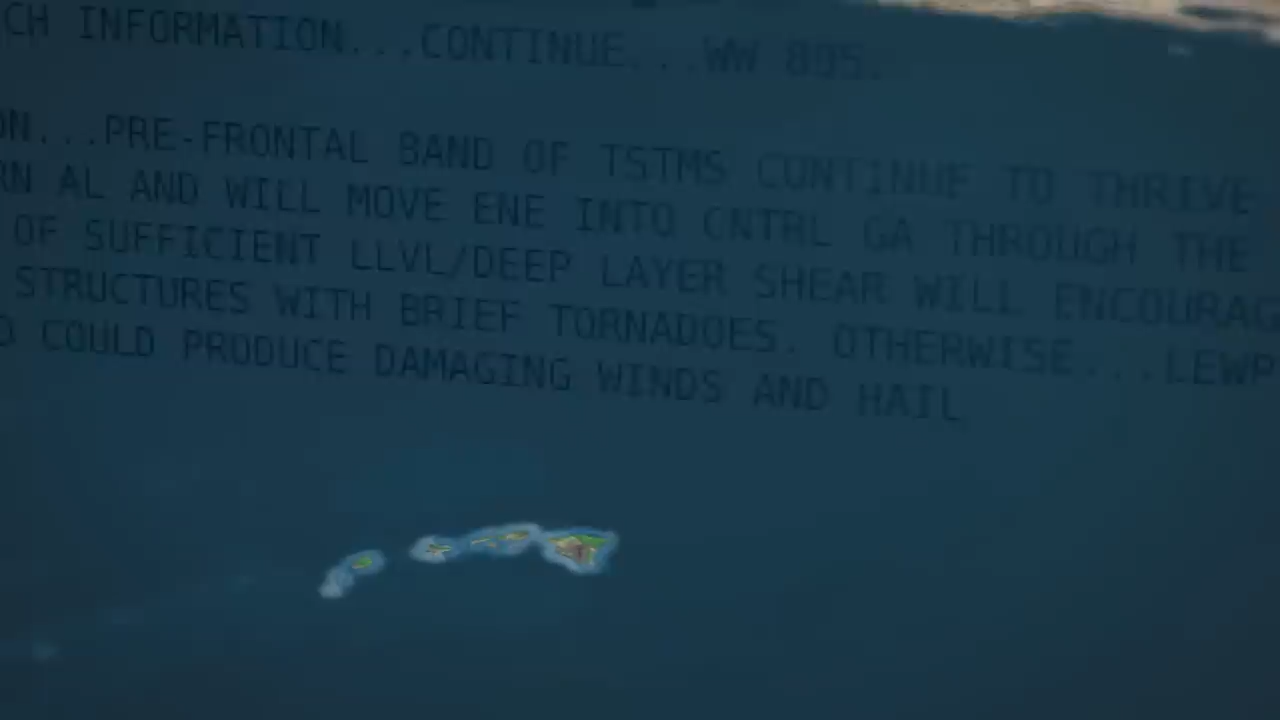 CH INFORMATION...CONTINUE...WW 895.
ON...PRE-FRONTAL BAND OF TSTMS CONTINUE TO THRIVE
RN AL AND WILL MOVE ENE INTO CNTRL GA THROUGH THE
OF SUFFICIENT LLVL/DEEP LAYER SHEAR WILL ENCOURAG
STRUCTURES WITH BRIEF TORNADOES. OTHERWISE...LEWP
D COULD PRODUCE DAMAGING WINDS AND HAIL